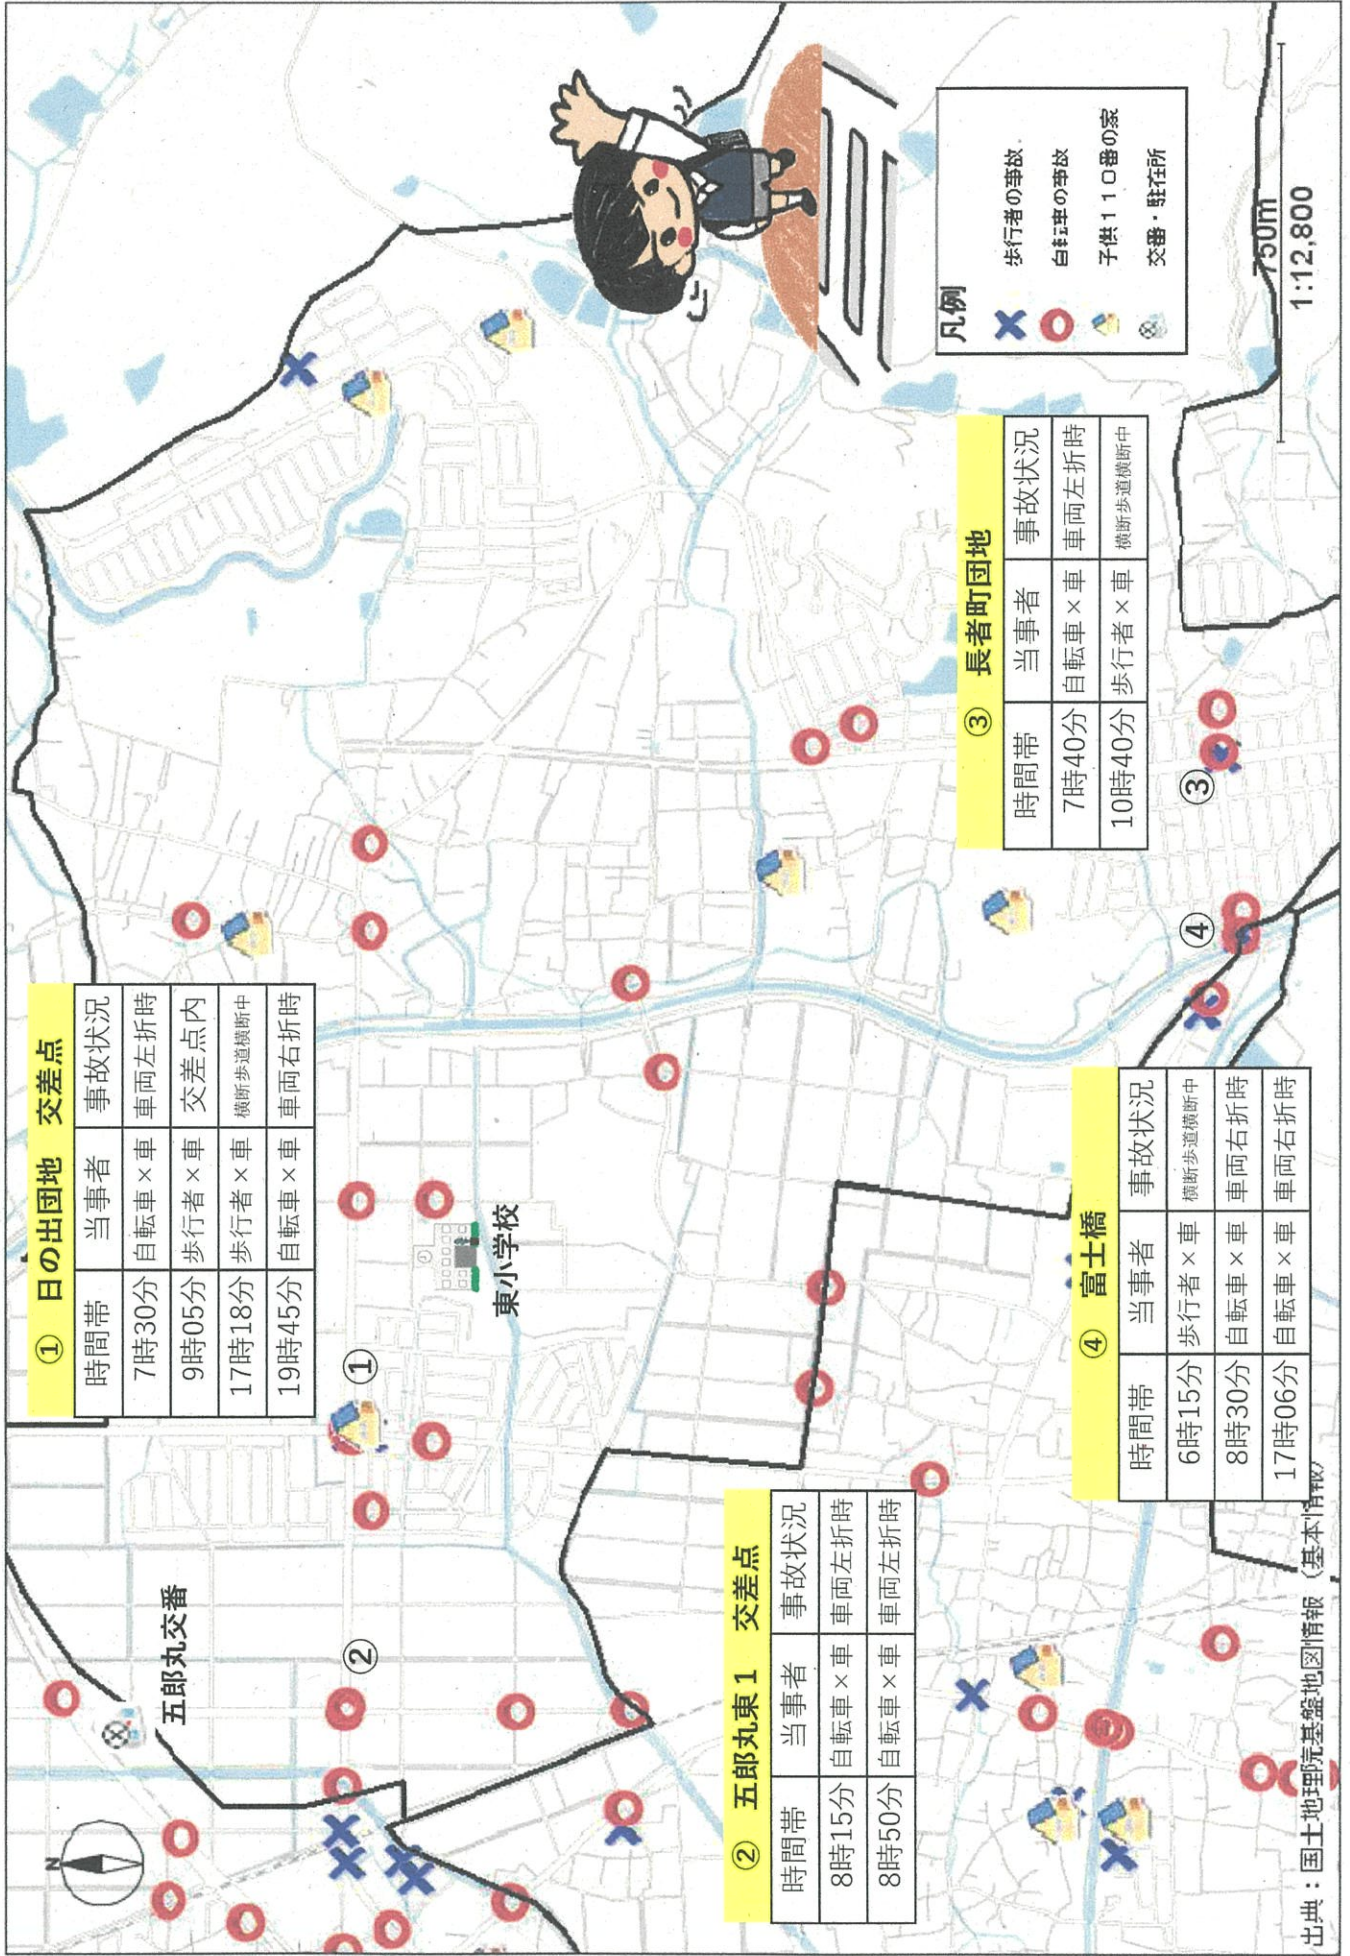 ① 日の出団地 交差点
時間帯 当事者 事故状況
7時30分 自転車×車 車両左折時
9時05分 歩行者×車 交差点内
17時18分 歩行者×車 横断歩道横断中
19時45分 自転車×車 車両右折時
N
五郎丸交番
②
①
東小学校
② 五郎丸東1 交差点
時間帯 当事者 事故状況
8時15分 自転車×車 車両左折時
8時50分 自転車×車 車両左折時
③ 長者町団地
時間帯 当事者 事故状況
7時40分 自転車×車 車両左折時
10時40分 歩行者×車 横断歩道横断中
④ 富士橋
時間帯 当事者 事故状況
6時15分 歩行者×車 横断歩道横断中
8時30分 自転車×車 車両右折時
17時06分 自転車×車 車両右折時
④
③
凡例
歩行者の事故
自転車の事故
子供110番の家
交番・駐在所
750m
1:12,800
出典：国土地理院基盤地図情報（基本情報）